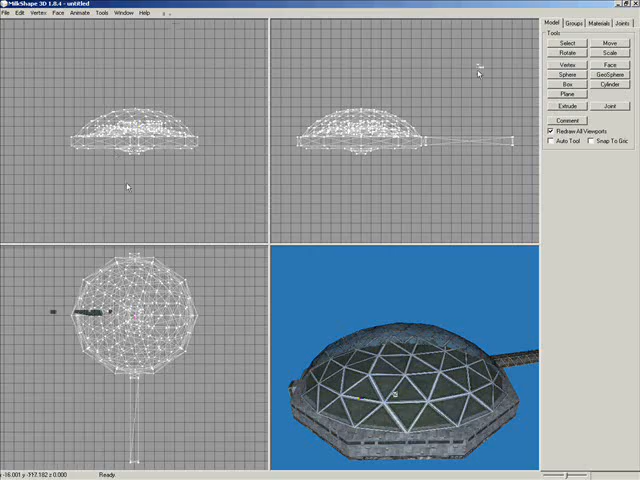 MilkShape 3D 1.8.4 - untitled
File Edit Vertex Face Animate Tools Window Help
Model Groups Materials Joints
Tools
Select Move
Rotate Scale
Vertex Face
Sphere GeoSphere
Box Cylinder
Plane
Extrude Joint
Comment
Redraw All Viewports
Auto Tool Snap To Grid
Ready.